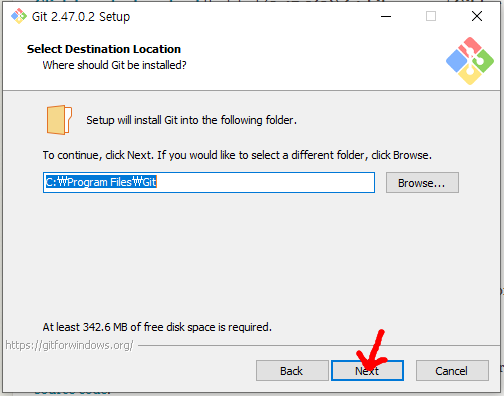 Git 2.47.0.2 Setup
Select Destination Location
Where should Git be installed?
Setup will install Git into the following folder.
To continue, click Next. If you would like to select a different folder, click Browse.
C:₩Program Files₩Git
Browse...
At least 342.6 MB of free disk space is required.
https://gitforwindows.org/
Back
Next
Cancel
source code.